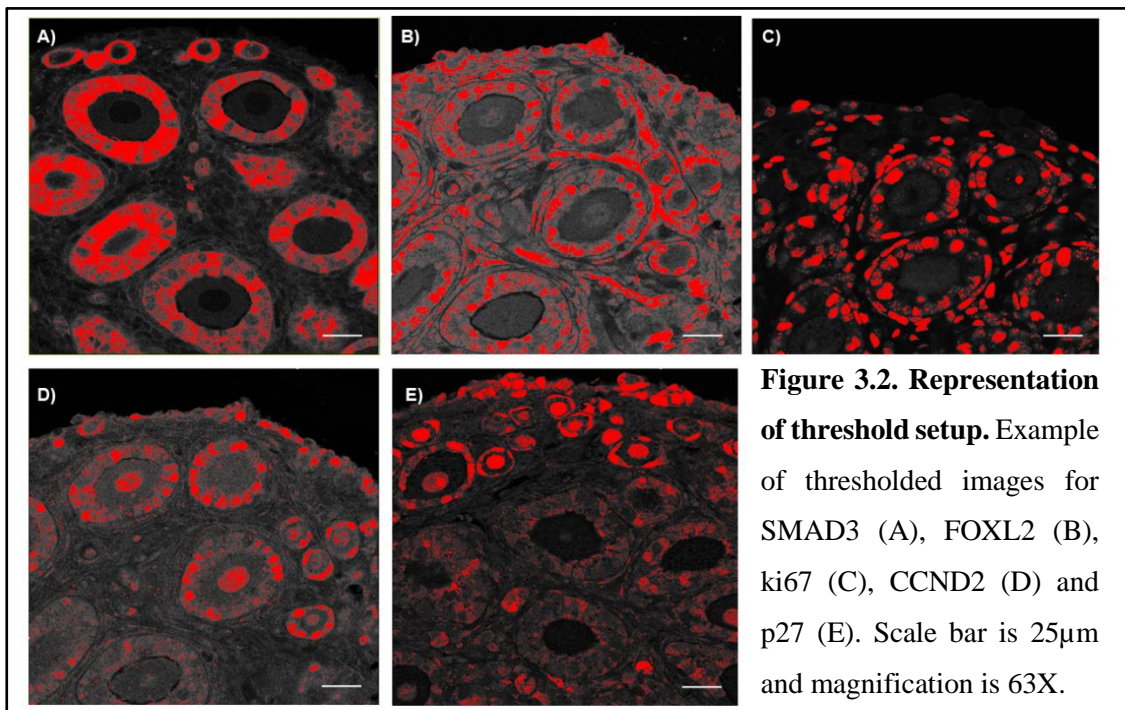 A)
B)
C)
D)
E)
Figure 3.2. Representation
of threshold setup. Example
of thresholded images for
SMAD3 (A), FOXL2 (B),
ki67 (C), CCND2 (D) and
p27 (E). Scale bar is 25µm
and magnification is 63X.